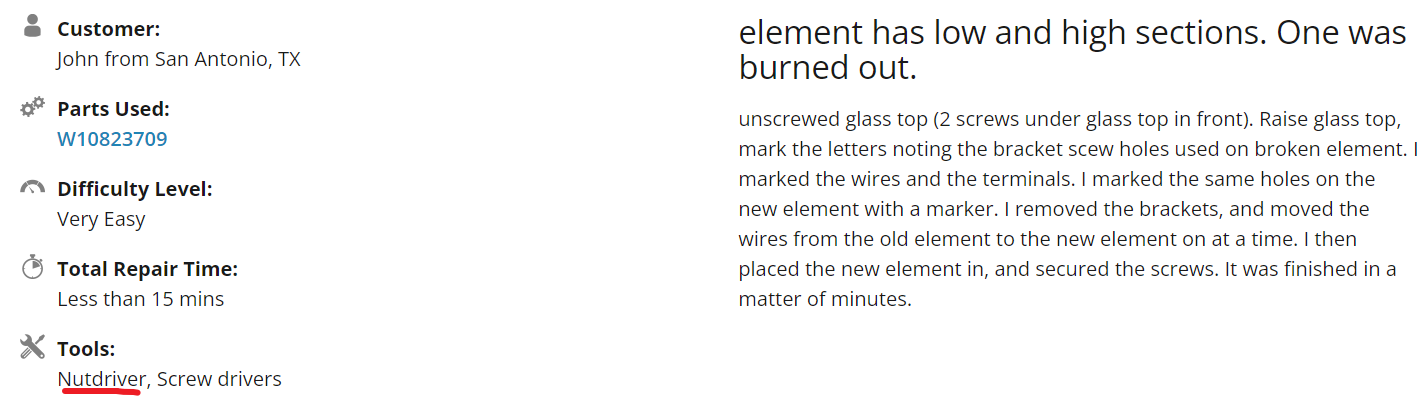 Customer:
John from San Antonio, TX
Parts Used:
W10823709
Difficulty Level:
Very Easy
Total Repair Time:
Less than 15 mins
Tools:
Nutdriver, Screw drivers
element has low and high sections. One was
burned out.
unscrewed glass top (2 screws under glass top in front). Raise glass top,
mark the letters noting the bracket scew holes used on broken element. I
marked the wires and the terminals. I marked the same holes on the
new element with a marker. I removed the brackets, and moved the
wires from the old element to the new element on at a time. I then
placed the new element in, and secured the screws. It was finished in a
matter of minutes.